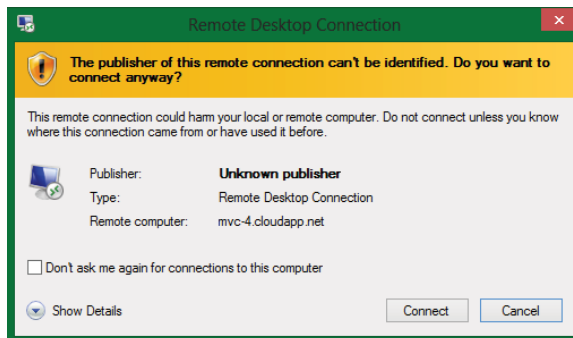 Remote Desktop Connection
The publisher of this remote connection can't be identified. Do you want to
connect anyway?
This remote connection could harm your local or remote computer. Do not connect unless you know
where this connection came from or have used it before.
Publisher: Unknown publisher
Type: Remote Desktop Connection
Remote computer: mvc-4.cloudapp.net
Don't ask me again for connections to this computer
Show Details Connect Cancel